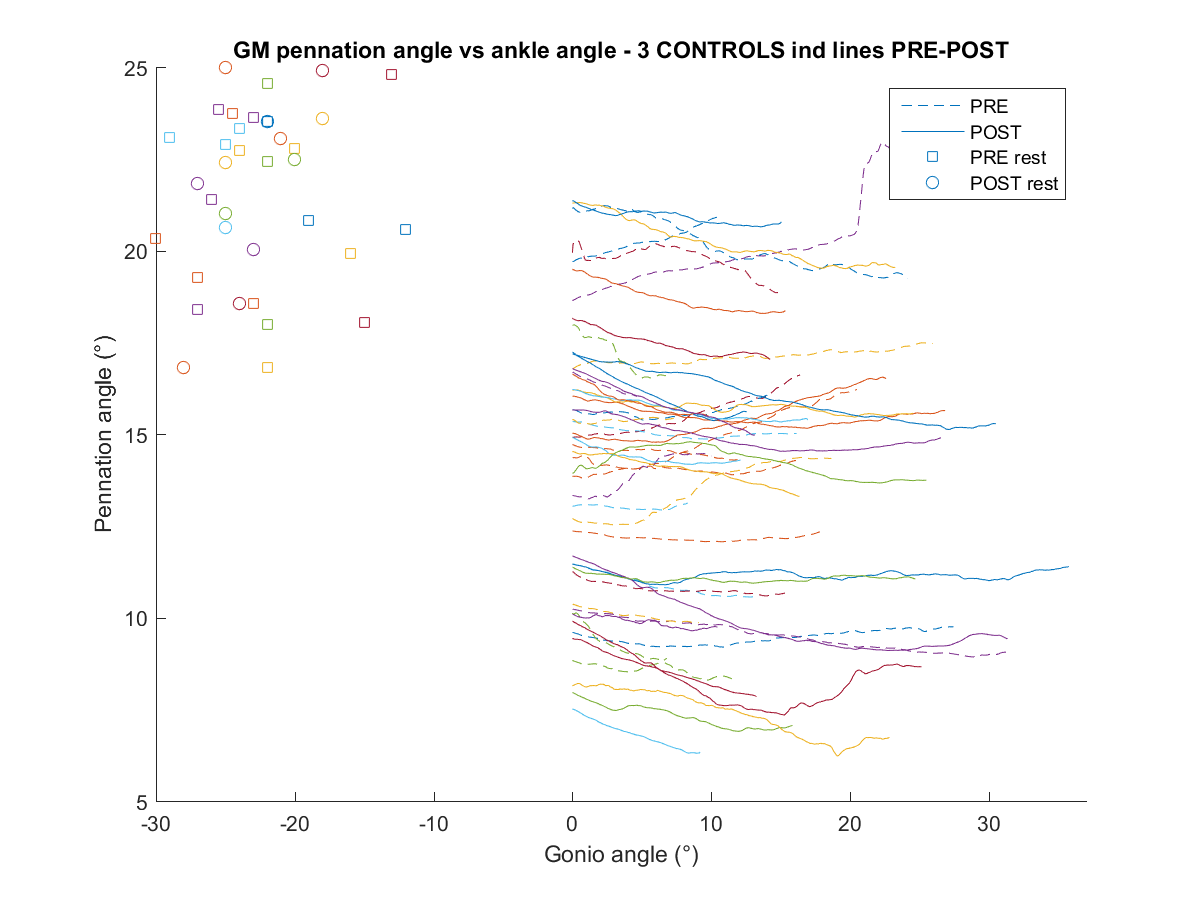 GM pennation angle vs ankle angle - 3 CONTROLS ind lines PRE-POST
25
20
15
10
5
Pennation angle (°)
-30 -20 -10 0 10 20 30
Gonio angle (°)
PRE
POST
PRE rest
POST rest